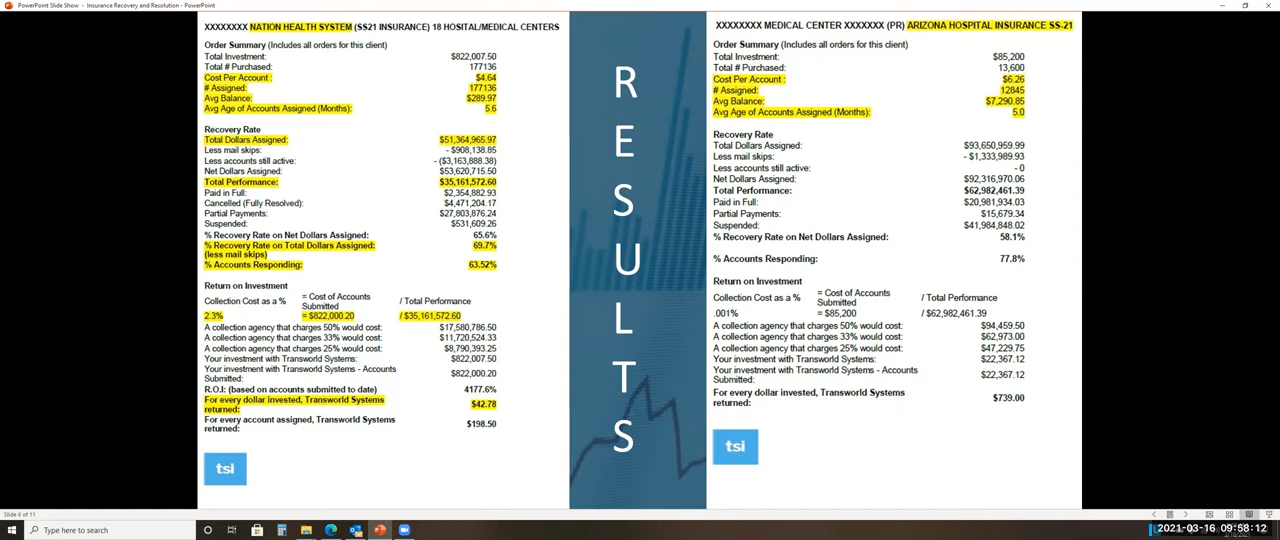 PowerPoint Slide Show - Insurance Recovery and Resolution - PowerPoint
XXXXXXXX NATION HEALTH SYSTEM (SS21 INSURANCE) 18 HOSITAL/MEDICAL CENTERS
Order Summary (Includes all orders for this client)
Total Investment: $822,007.50
Total # Purchased: 177136
Cost Per Account : $4.64
# Assigned: 177136
Avg Balance: $289.97
Avg Age of Accounts Assigned (Months): 5.6
Recovery Rate
Total Dollars Assigned: $51,364,965.97
Less mail skips: - $908,138.85
Less accounts still active: - ($3,163,888.38)
Net Dollars Assigned: $53,620,715.50
Total Performance: $35,161,572.60
Paid in Full: $2,354,882.93
Cancelled (Fully Resolved): $4,471,204.17
Partial Payments: $27,803,876.24
Suspended: $531,609.26
% Recovery Rate on Net Dollars Assigned: 65.6%
% Recovery Rate on Total Dollars Assigned: 69.7%
(less mail skips)
% Accounts Responding: 63.52%
Return on Investment
Collection Cost as a % = Cost of Accounts Submitted / Total Performance
2.3% = $822,000.20 / $35,161,572.60
A collection agency that charges 50% would cost: $17,580,786.50
A collection agency that charges 33% would cost: $11,720,524.33
A collection agency that charges 25% would cost: $8,790,393.25
Your investment with Transworld Systems: $822,007.50
Your investment with Transworld Systems - Accounts
Submitted: $822,000.20
R.O.I: (based on accounts submitted to date) 4177.6%
For every dollar invested, Transworld Systems
returned: $42.78
For every account assigned, Transworld Systems
returned: $198.50
tsi
R
E
S
U
L
T
S
XXXXXXXX MEDICAL CENTER XXXXXXX (PR) ARIZONA HOSPITAL INSURANCE SS-21
Order Summary (Includes all orders for this client)
Total Investment: $85,200
Total # Purchased: 13,600
Cost Per Account : $6.26
# Assigned: 12845
Avg Balance: $7,290.85
Avg Age of Accounts Assigned (Months): 5.0
Recovery Rate
Total Dollars Assigned: $93,650,959.99
Less mail skips: - $1,333,989.93
Less accounts still active: - 0
Net Dollars Assigned: $92,316,970.06
Total Performance: $62,982,461.39
Paid in Full: $20,981,934.03
Partial Payments: $15,679.34
Suspended: $41,984,848.02
% Recovery Rate on Net Dollars Assigned: 58.1%
% Accounts Responding: 77.8%
Return on Investment
Collection Cost as a % = Cost of Accounts Submitted / Total Performance
.001% = $85,200 / $62,982,461.39
A collection agency that charges 50% would cost: $94,459.50
A collection agency that charges 33% would cost: $62,973.00
A collection agency that charges 25% would cost: $47,229.75
Your investment with Transworld Systems: $22,367.12
Your investment with Transworld Systems - Accounts
Submitted: $22,367.12
For every dollar invested, Transworld Systems
returned: $739.00
tsi
Slide 6 of 11
Type here to search
2021-03-16 09:58:12